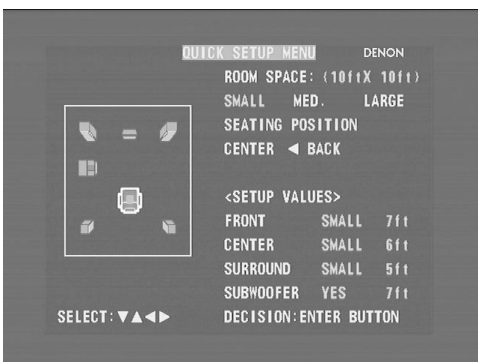 QUICK SETUP MENU DENON
ROOM SPACE: (10ftX 10ft)
SMALL MED. LARGE
SEATING POSITION
CENTER ◀ BACK
<SETUP VALUES>
FRONT SMALL 7ft
CENTER SMALL 6ft
SURROUND SMALL 5ft
SUBWOOFER YES 7ft
SELECT:▼▲◀▶ DECISION:ENTER BUTTON